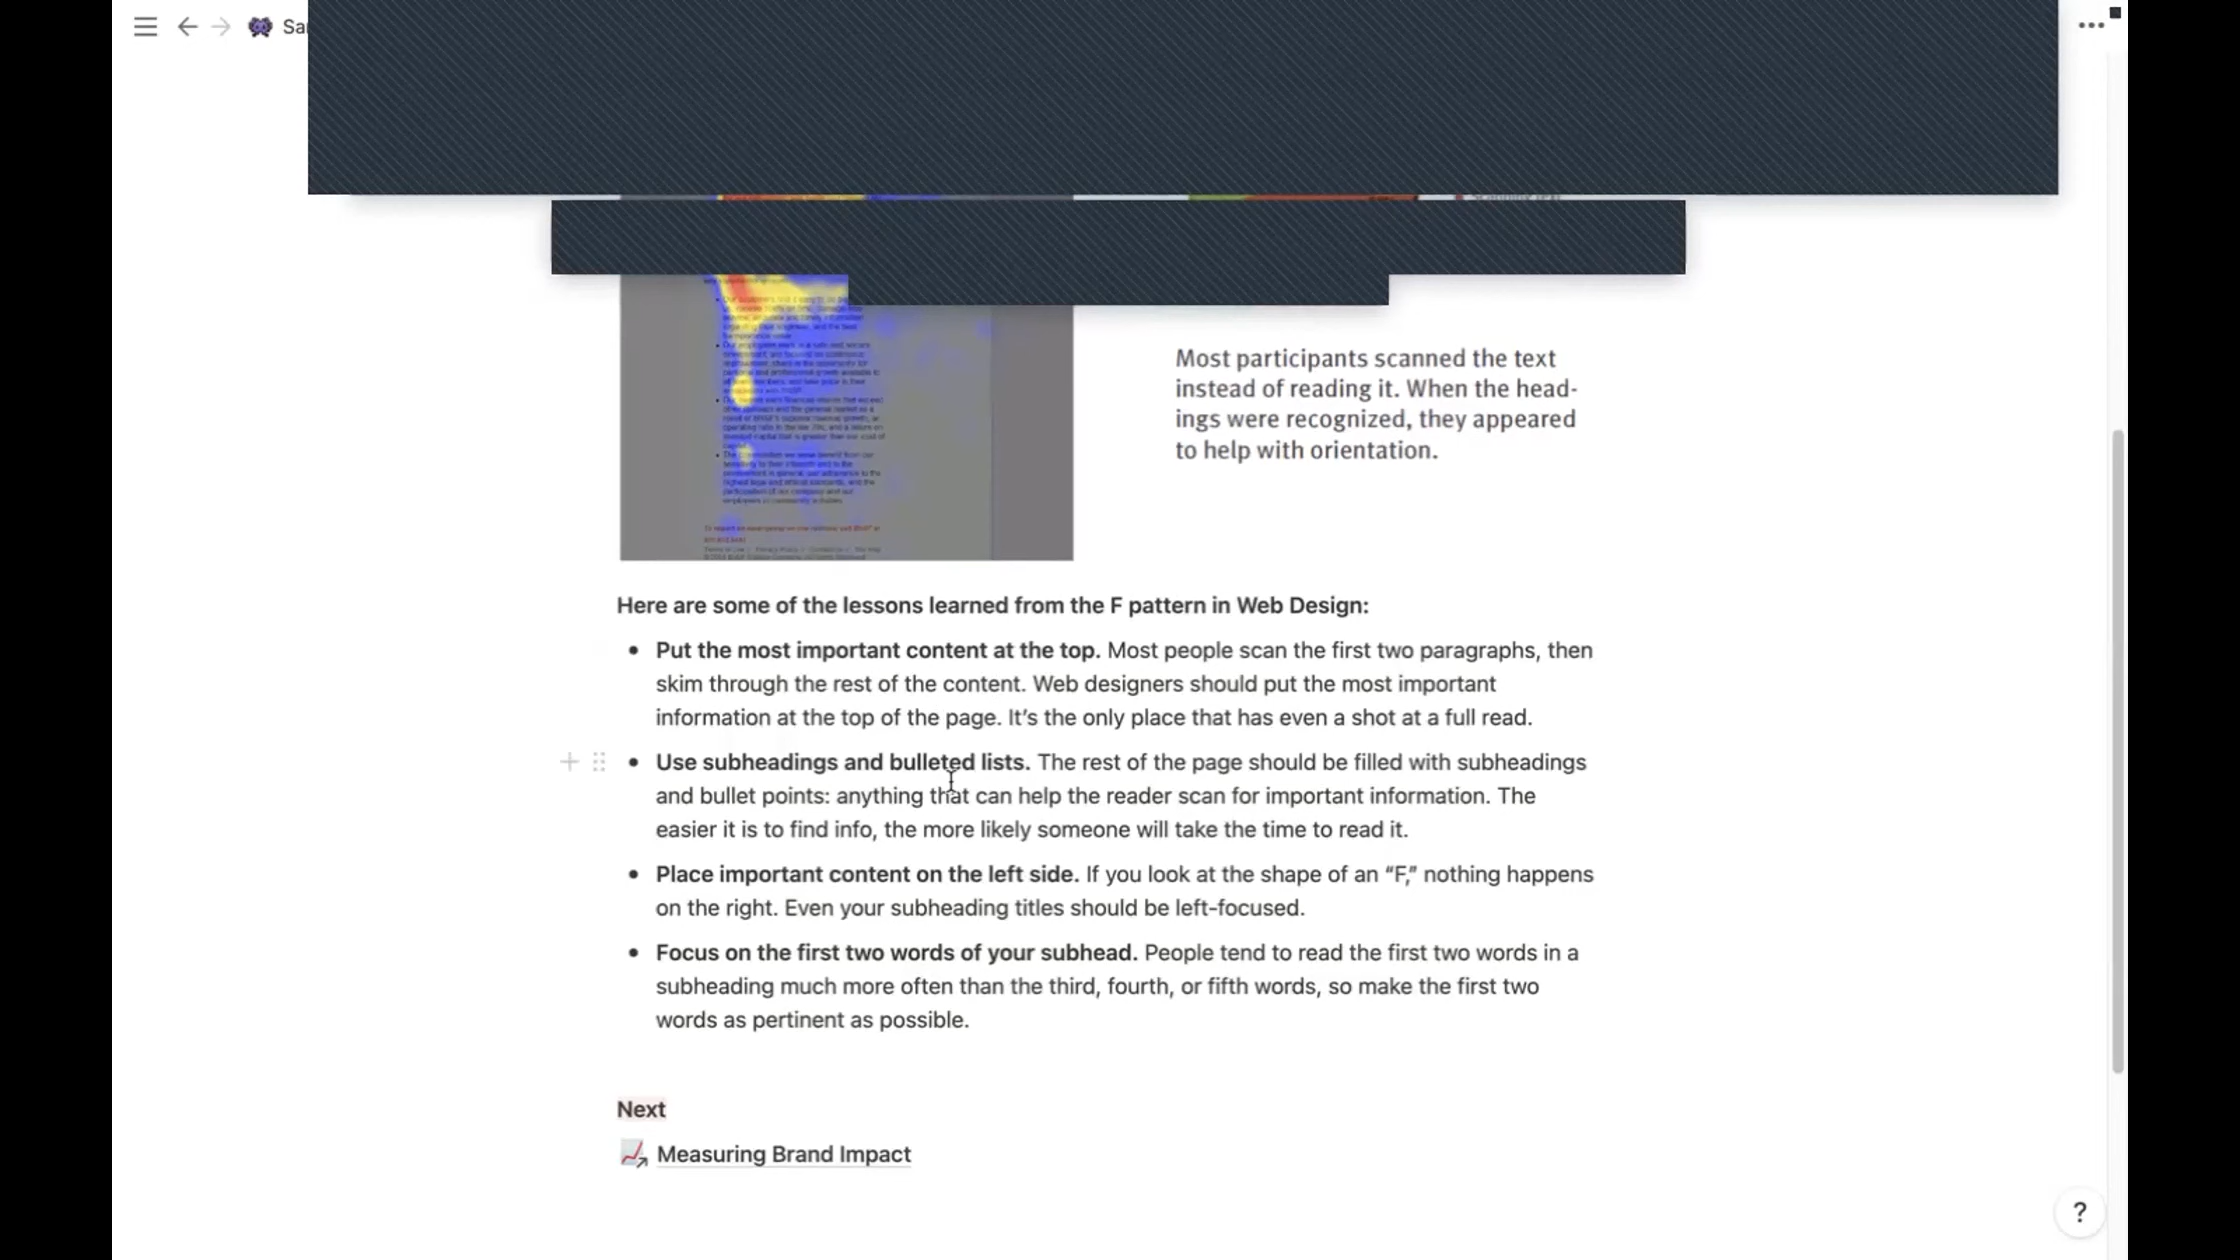 Sa
Most participants scanned the text
instead of reading it. When the head-
ings were recognized, they appeared
to help with orientation.
Here are some of the lessons learned from the F pattern in Web Design:
• Put the most important content at the top. Most people scan the first two paragraphs, then
skim through the rest of the content. Web designers should put the most important
information at the top of the page. It’s the only place that has even a shot at a full read.
• Use subheadings and bulleted lists. The rest of the page should be filled with subheadings
and bullet points: anything that can help the reader scan for important information. The
easier it is to find info, the more likely someone will take the time to read it.
• Place important content on the left side. If you look at the shape of an “F,” nothing happens
on the right. Even your subheading titles should be left-focused.
• Focus on the first two words of your subhead. People tend to read the first two words in a
subheading much more often than the third, fourth, or fifth words, so make the first two
words as pertinent as possible.
Next
Measuring Brand Impact
?